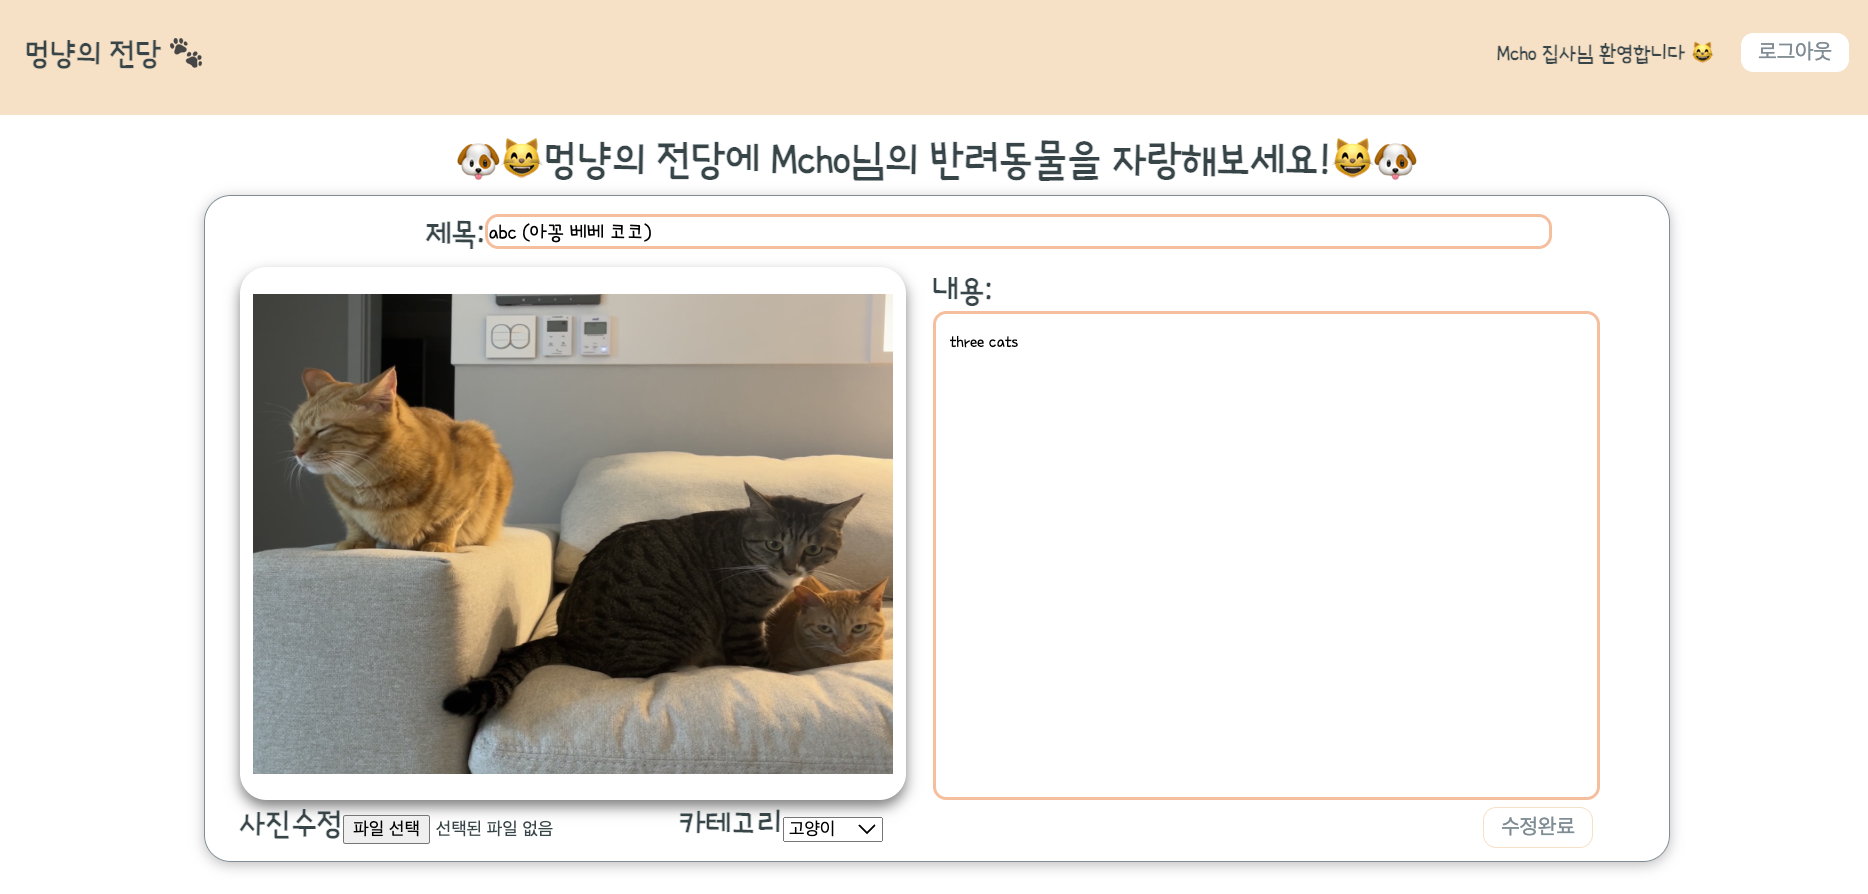 멍냥의 전당 🐾
Mcho 집사님 환영합니다 😺
로그아웃
🐶😸멍냥의 전당에 Mcho님의 반려동물을 자랑해보세요!😸🐶
제목:
abc (아꽁 베베 코코)
내용:
three cats
사진수정 파일 선택 선택된 파일 없음
카테고리 고양이
수정완료